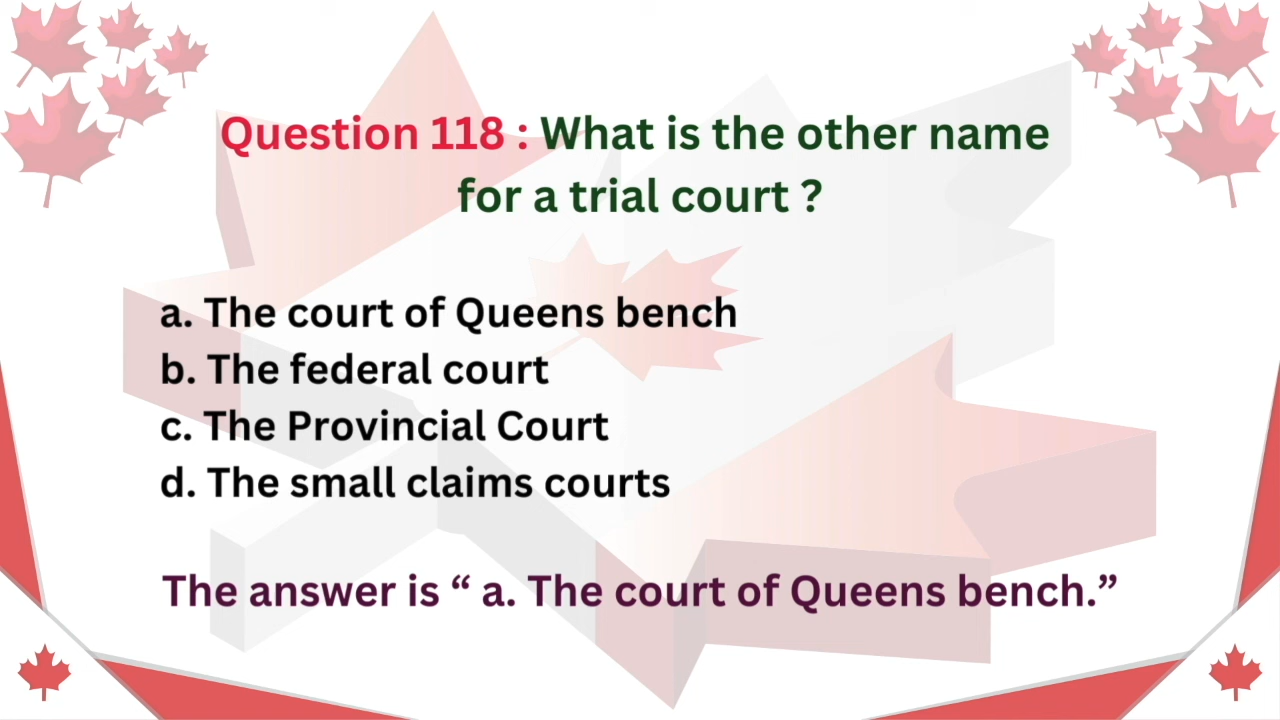 Question 118 : What is the other name
for a trial court ?
a. The court of Queens bench
b. The federal court
c. The Provincial Court
d. The small claims courts
The answer is “ a. The court of Queens bench.”